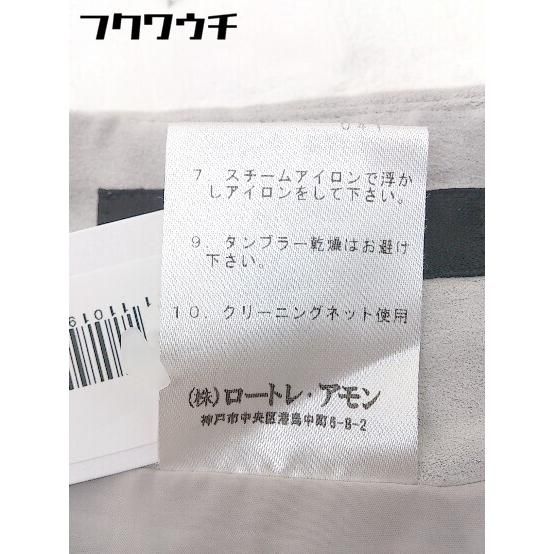 フクワウチ
041
7. スチームアイロンで浮か
しアイロンをして下さい。
9. タンブラー乾燥はお避け
下さい。
10. クリーニングネット使用
(株)ロートレ・アモン
神戸市中央区港島中町6-8-2